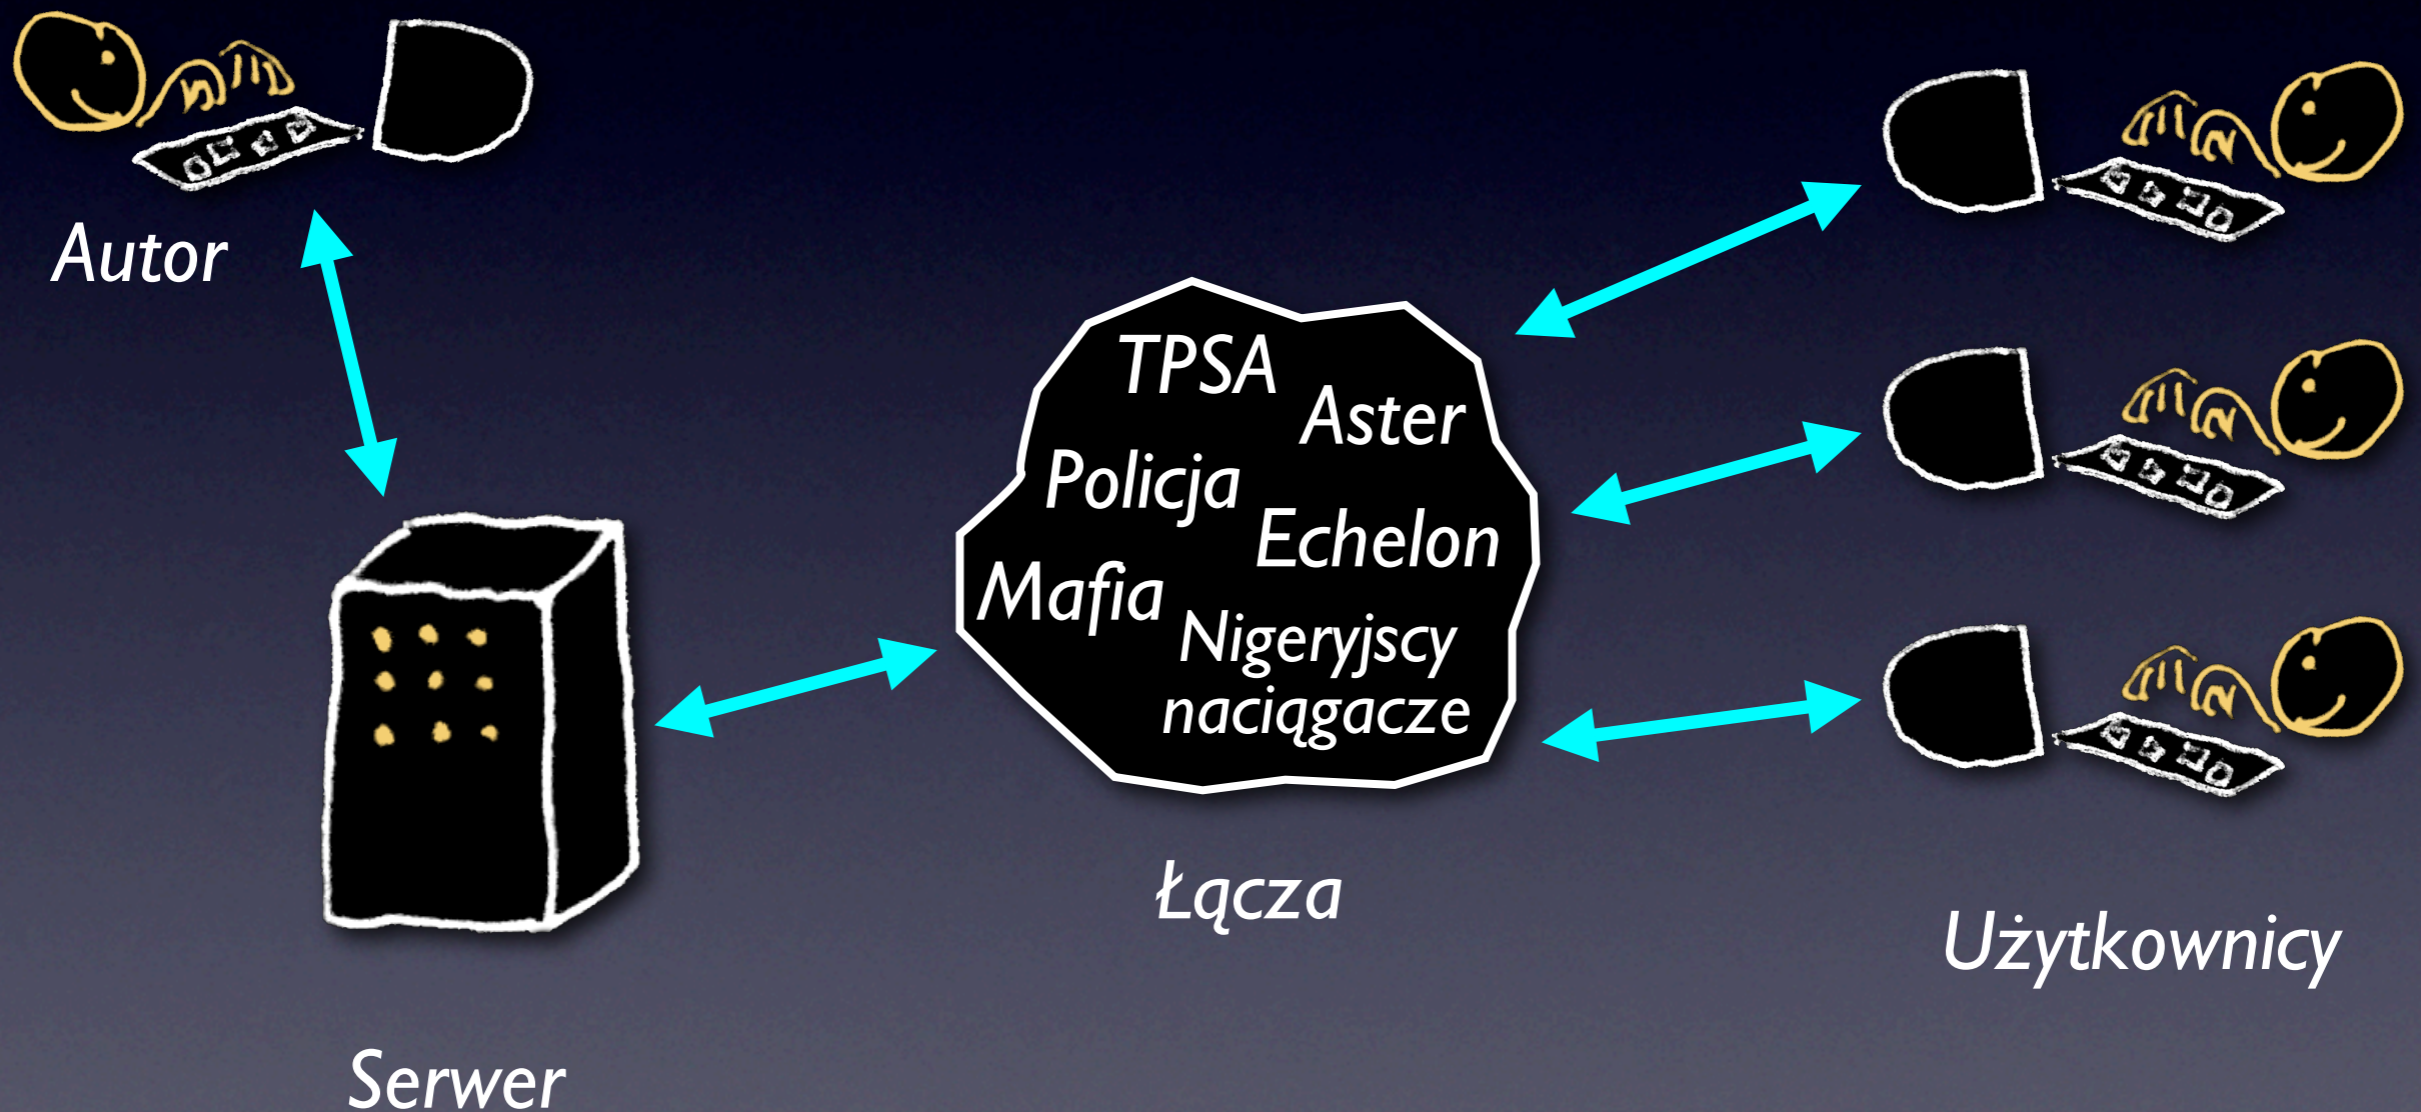 Autor
TPSA
Aster
Policja
Echelon
Mafia
Nigeryjscy
naciągacze
Łącza
Użytkownicy
Serwer